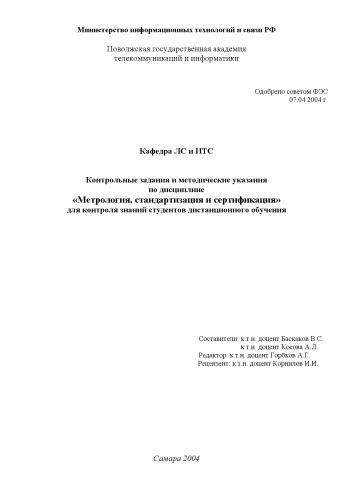 Министерство информационных технологий и связи РФ
Поволжская государственная академия
телекоммуникаций и информатики
Одобрено советом ФЭС
07.04.2004 г.
Кафедра ЛС и ИТС
Контрольные задания и методические указания
по дисциплине
«Метрология, стандартизация и сертификация»
для контроля знаний студентов дистанционного обучения
Составители: к.т.н. доцент Баскаков В.С.
к.т.н. доцент Косова А.Л.
Редактор: к.т.н. доцент Горбков А.Г.
Рецензент: к.т.н. доцент Корнилов И.И.
Самара 2004